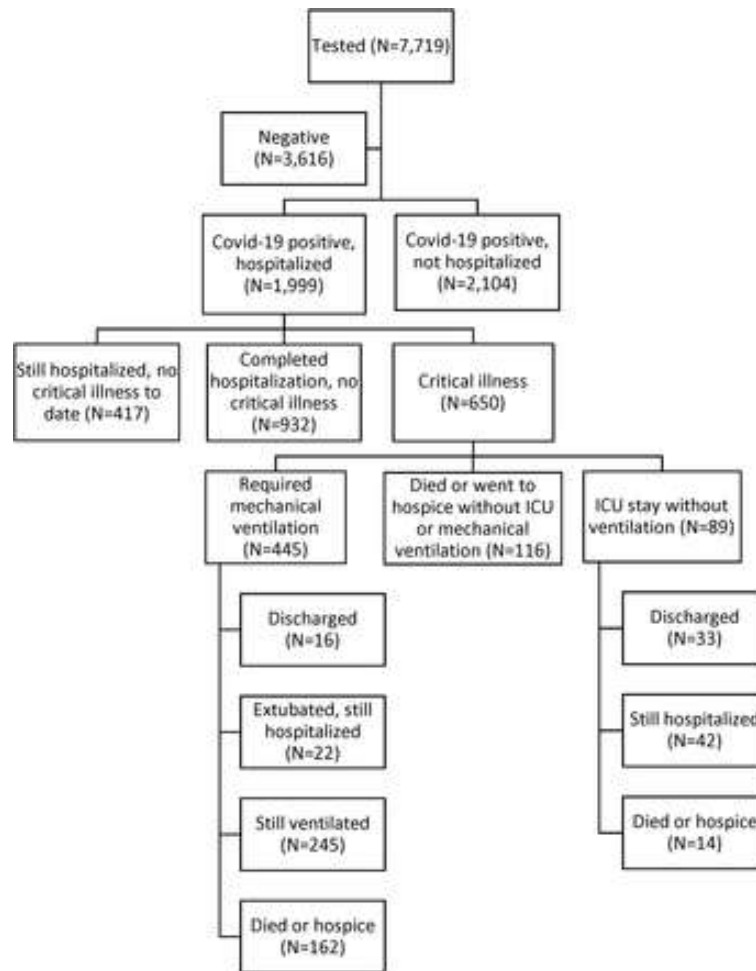 Tested (N=7,719)
Negative
(N=3,616)
Covid-19 positive,
hospitalized
(N=1,999)
Covid-19 positive,
not hospitalized
(N=2,104)
Still hospitalized, no
critical illness to
date (N=417)
Completed
hospitalization, no
critical illness
(N=932)
Critical illness
(N=650)
Required
mechanical
ventilation
(N=445)
Died or went to
hospice without ICU
or mechanical
ventilation (N=116)
ICU stay without
ventilation (N=89)
Discharged
(N=16)
Extubated, still
hospitalized
(N=22)
Still ventilated
(N=245)
Died or hospice
(N=162)
Discharged
(N=33)
Still hospitalized
(N=42)
Died or hospice
(N=14)